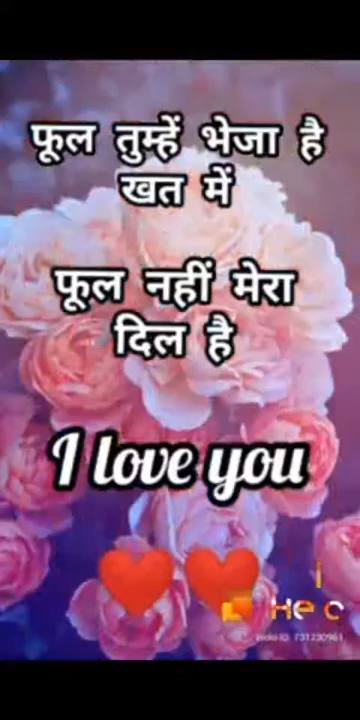 फूल तुम्हें भेजा है
खत में
फूल नहीं मेरा
दिल है
I love you